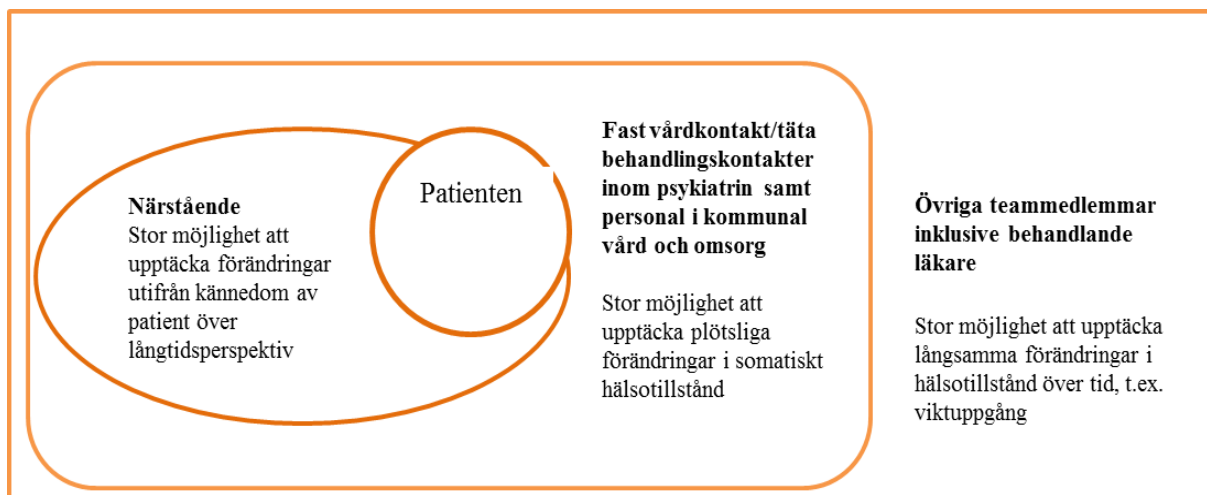 Närstående
Stor möjlighet att
upptäcka förändringar
utifrån kännedom av
patient över
långtidsperspektiv
Patienten
Fast vårdkontakt/täta
behandlingskontakter
inom psykiatrin samt
personal i kommunal
vård och omsorg
Stor möjlighet att
upptäcka plötsliga
förändringar i somatiskt
hälsotillstånd
Övriga teammedlemmar
inklusive behandlande
läkare
Stor möjlighet att upptäcka
långsamma förändringar i
hälsotillstånd över tid, t.ex.
viktuppgång